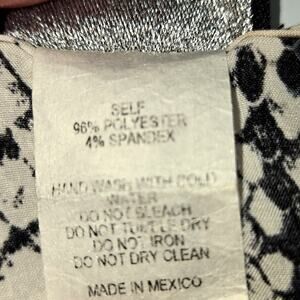 SELF
96% POLYESTER
4% SPANDEX
HAND WASH WITH COLD
WATER
DO NOT BLEACH
DO NOT TUMBLE DRY
DO NOT IRON
DO NOT DRY CLEAN
MADE IN MEXICO